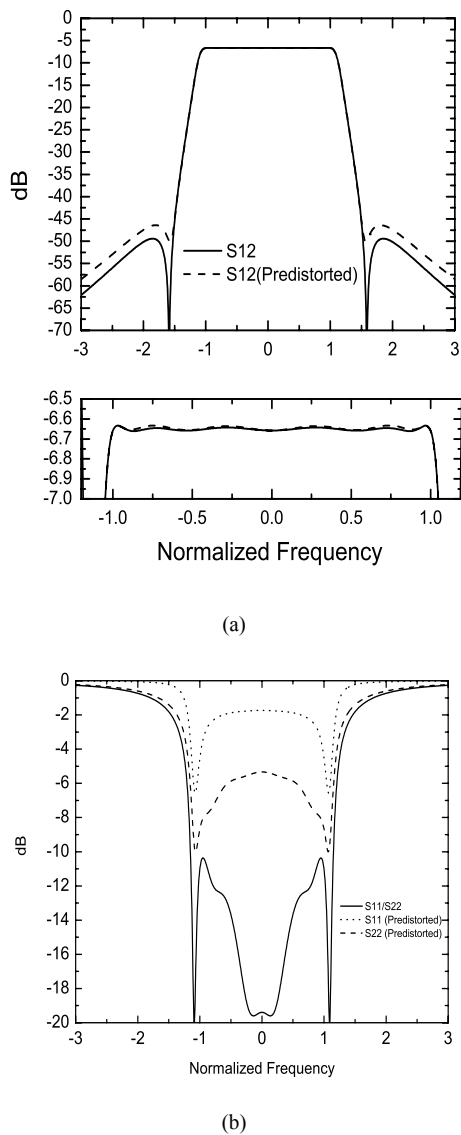 0
-5
-10
-15
-20
-25
-30
-35
-40
-45
-50
-55
-60
-65
-70
dB
S12
S12(Predistorted)
-3 -2 -1 0 1 2 3
-6.5
-6.6
-6.7
-6.8
-6.9
-7.0
-1.0 -0.5 0.0 0.5 1.0
Normalized Frequency
(a)
0
-2
-4
-6
-8
-10
-12
-14
-16
-18
-20
dB
S11/S22
S11 (Predistorted)
S22 (Predistorted)
-3 -2 -1 0 1 2 3
Normalized Frequency
(b)